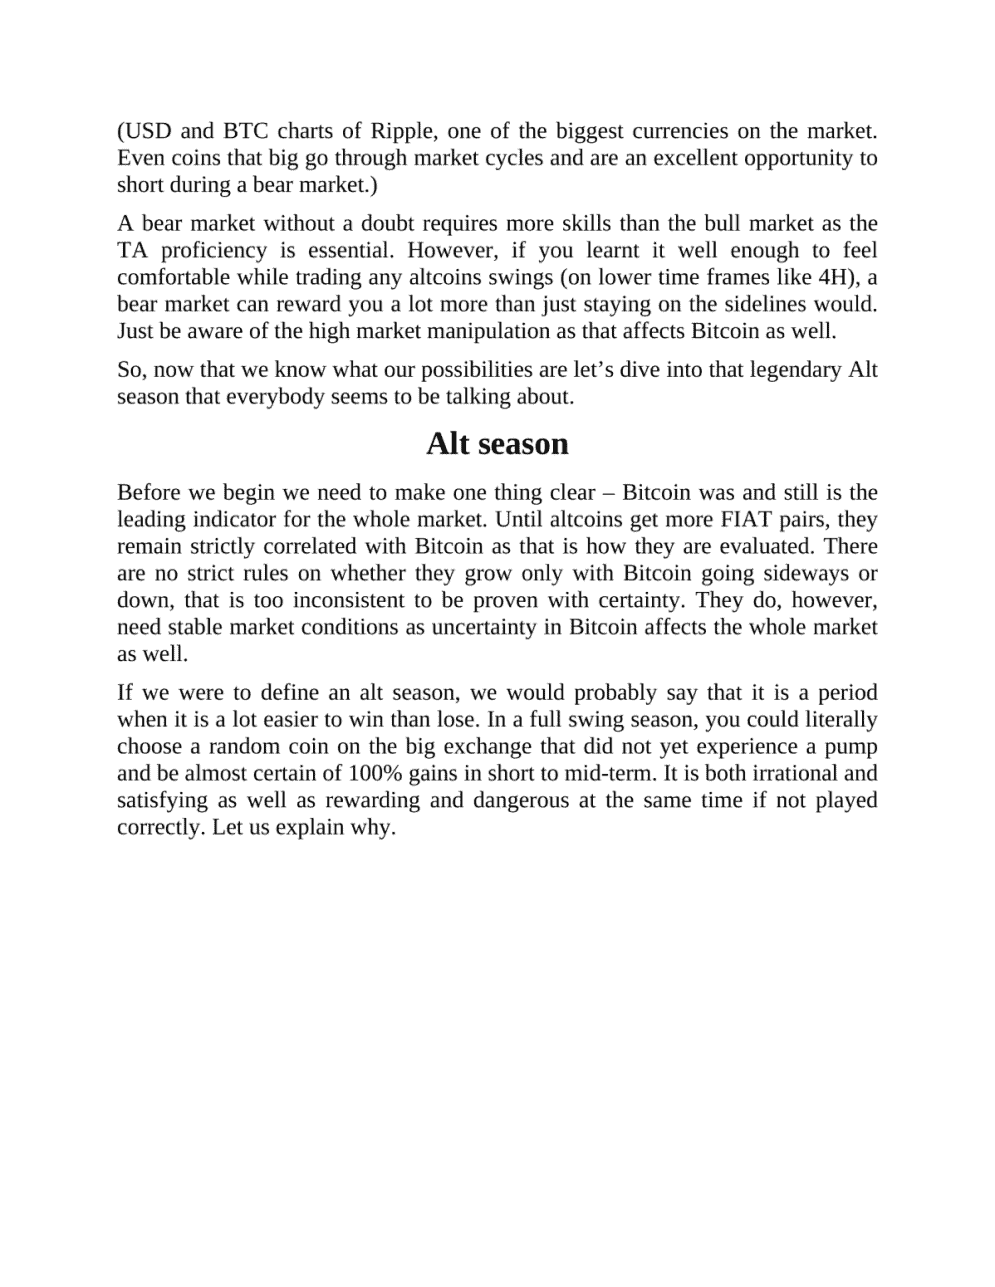 (USD and BTC charts of Ripple, one of the biggest currencies on the market.
Even coins that big go through market cycles and are an excellent opportunity to
short during a bear market.)
A bear market without a doubt requires more skills than the bull market as the
TA proficiency is essential. However, if you learnt it well enough to feel
comfortable while trading any altcoins swings (on lower time frames like 4H), a
bear market can reward you a lot more than just staying on the sidelines would.
Just be aware of the high market manipulation as that affects Bitcoin as well.
So, now that we know what our possibilities are let’s dive into that legendary Alt
season that everybody seems to be talking about.
Alt season
Before we begin we need to make one thing clear – Bitcoin was and still is the
leading indicator for the whole market. Until altcoins get more FIAT pairs, they
remain strictly correlated with Bitcoin as that is how they are evaluated. There
are no strict rules on whether they grow only with Bitcoin going sideways or
down, that is too inconsistent to be proven with certainty. They do, however,
need stable market conditions as uncertainty in Bitcoin affects the whole market
as well.
If we were to define an alt season, we would probably say that it is a period
when it is a lot easier to win than lose. In a full swing season, you could literally
choose a random coin on the big exchange that did not yet experience a pump
and be almost certain of 100% gains in short to mid-term. It is both irrational and
satisfying as well as rewarding and dangerous at the same time if not played
correctly. Let us explain why.